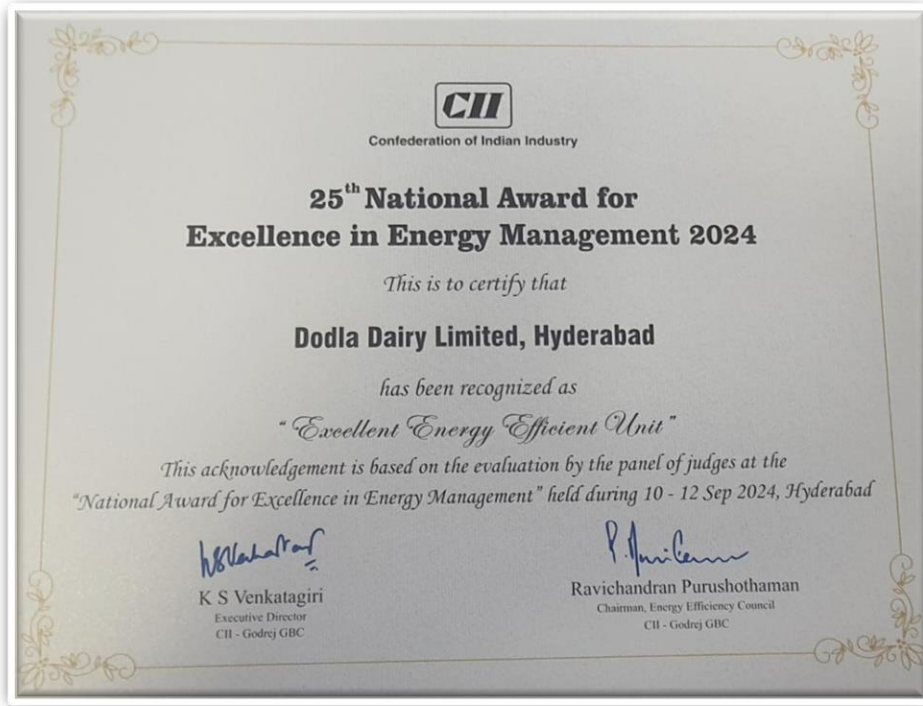 CII
Confederation of Indian Industry
25th National Award for
Excellence in Energy Management 2024
This is to certify that
Dodla Dairy Limited, Hyderabad
has been recognized as
"Excellent Energy Efficient Unit"
This acknowledgement is based on the evaluation by the panel of judges at the
"National Award for Excellence in Energy Management" held during 10 - 12 Sep 2024, Hyderabad
K S Venkatagiri
Executive Director
CII - Godrej GBC
Ravichandran Purushothaman
Chairman, Energy Efficiency Council
CII - Godrej GBC